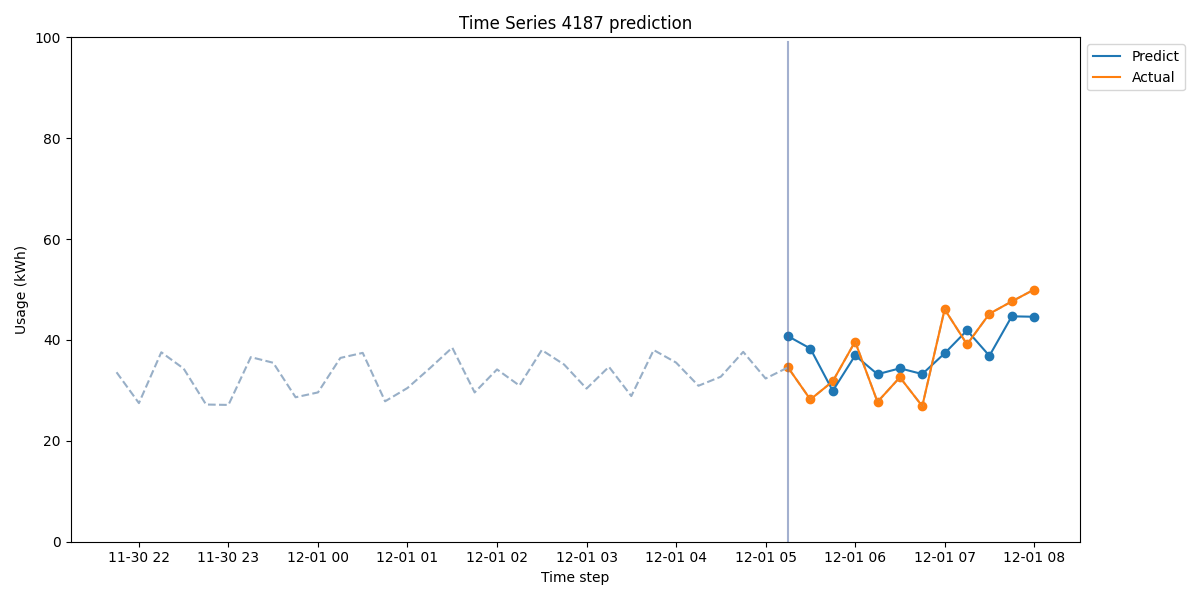 Time Series 4187 prediction
100
80
60
40
20
0
Usage (kWh)
11-30 22 11-30 23 12-01 00 12-01 01 12-01 02 12-01 03 12-01 04 12-01 05 12-01 06 12-01 07 12-01 08
Time step
Predict
Actual